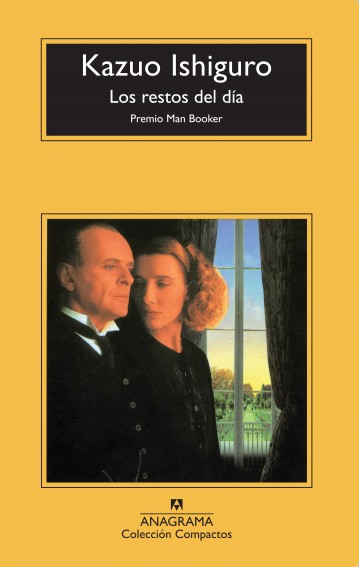 Kazuo Ishiguro
Los restos del día
Premio Man Booker
ANAGRAMA
Colección Compactos